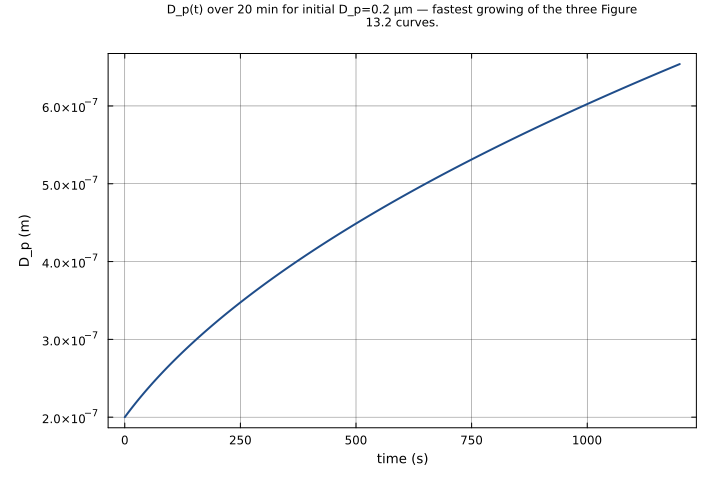 D_p(t) over 20 min for initial D_p=0.2 µm — fastest growing of the three Figure
13.2 curves.
6.0×10⁻⁷
5.0×10⁻⁷
4.0×10⁻⁷
3.0×10⁻⁷
2.0×10⁻⁷
D_p (m)
0 250 500 750 1000
time (s)